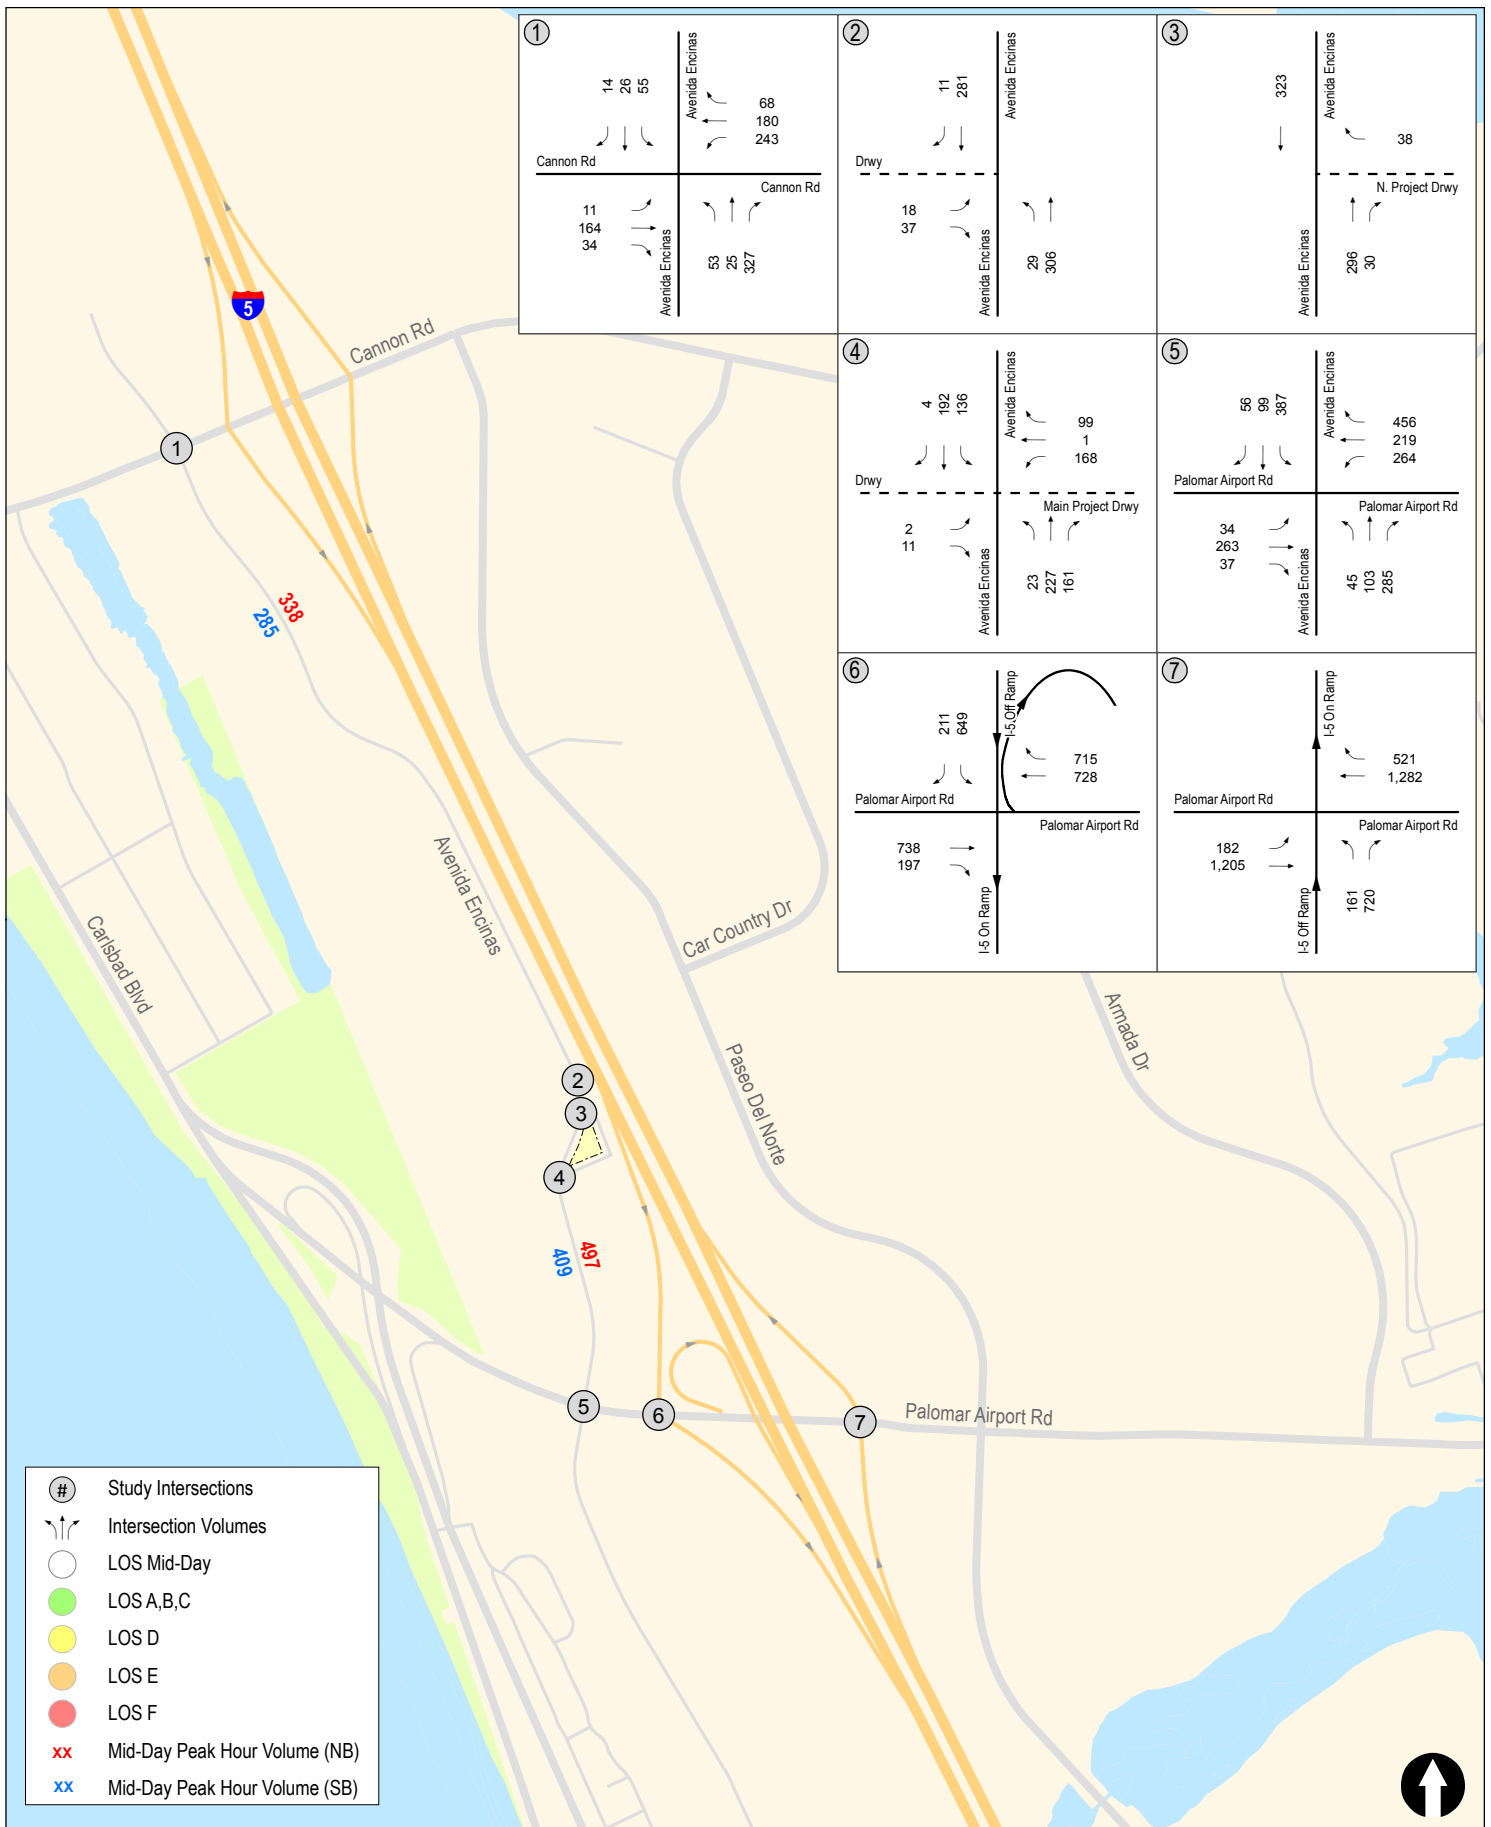 1
14
26
55
Avenida Encinas
68
180
243
Cannon Rd
Cannon Rd
11
164
34
Avenida Encinas
53
25
327
2
11
281
Avenida Encinas
Drwy
18
37
Avenida Encinas
29
306
3
323
Avenida Encinas
38
N. Project Drwy
Avenida Encinas
296
30
4
4
192
136
Avenida Encinas
99
1
168
Drwy
Main Project Drwy
2
11
Avenida Encinas
23
227
161
5
56
99
387
Avenida Encinas
456
219
264
Palomar Airport Rd
Palomar Airport Rd
34
263
37
Avenida Encinas
45
103
285
6
211
649
I-5 Off Ramp
715
728
Palomar Airport Rd
Palomar Airport Rd
738
197
I-5 On Ramp
7
I-5 On Ramp
521
1,282
Palomar Airport Rd
Palomar Airport Rd
182
1,205
I-5 Off Ramp
161
720
5
Cannon Rd
1
338
285
Avenida Encinas
Carlsbad Blvd
Car Country Dr
Paseo Del Norte
Armada Dr
2
3
4
497
409
5
6
7
Palomar Airport Rd
# Study Intersections
Intersection Volumes
LOS Mid-Day
LOS A,B,C
LOS D
LOS E
LOS F
xx Mid-Day Peak Hour Volume (NB)
xx Mid-Day Peak Hour Volume (SB)